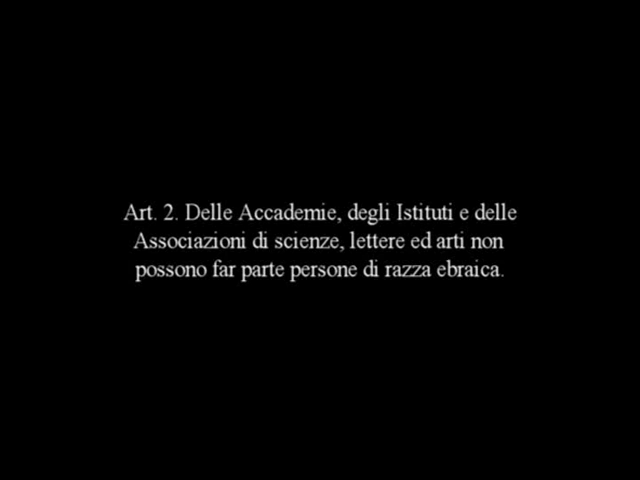 Art. 2. Delle Accademie, degli Istituti e delle
Associazioni di scienze, lettere ed arti non
possono far parte persone di razza ebraica.